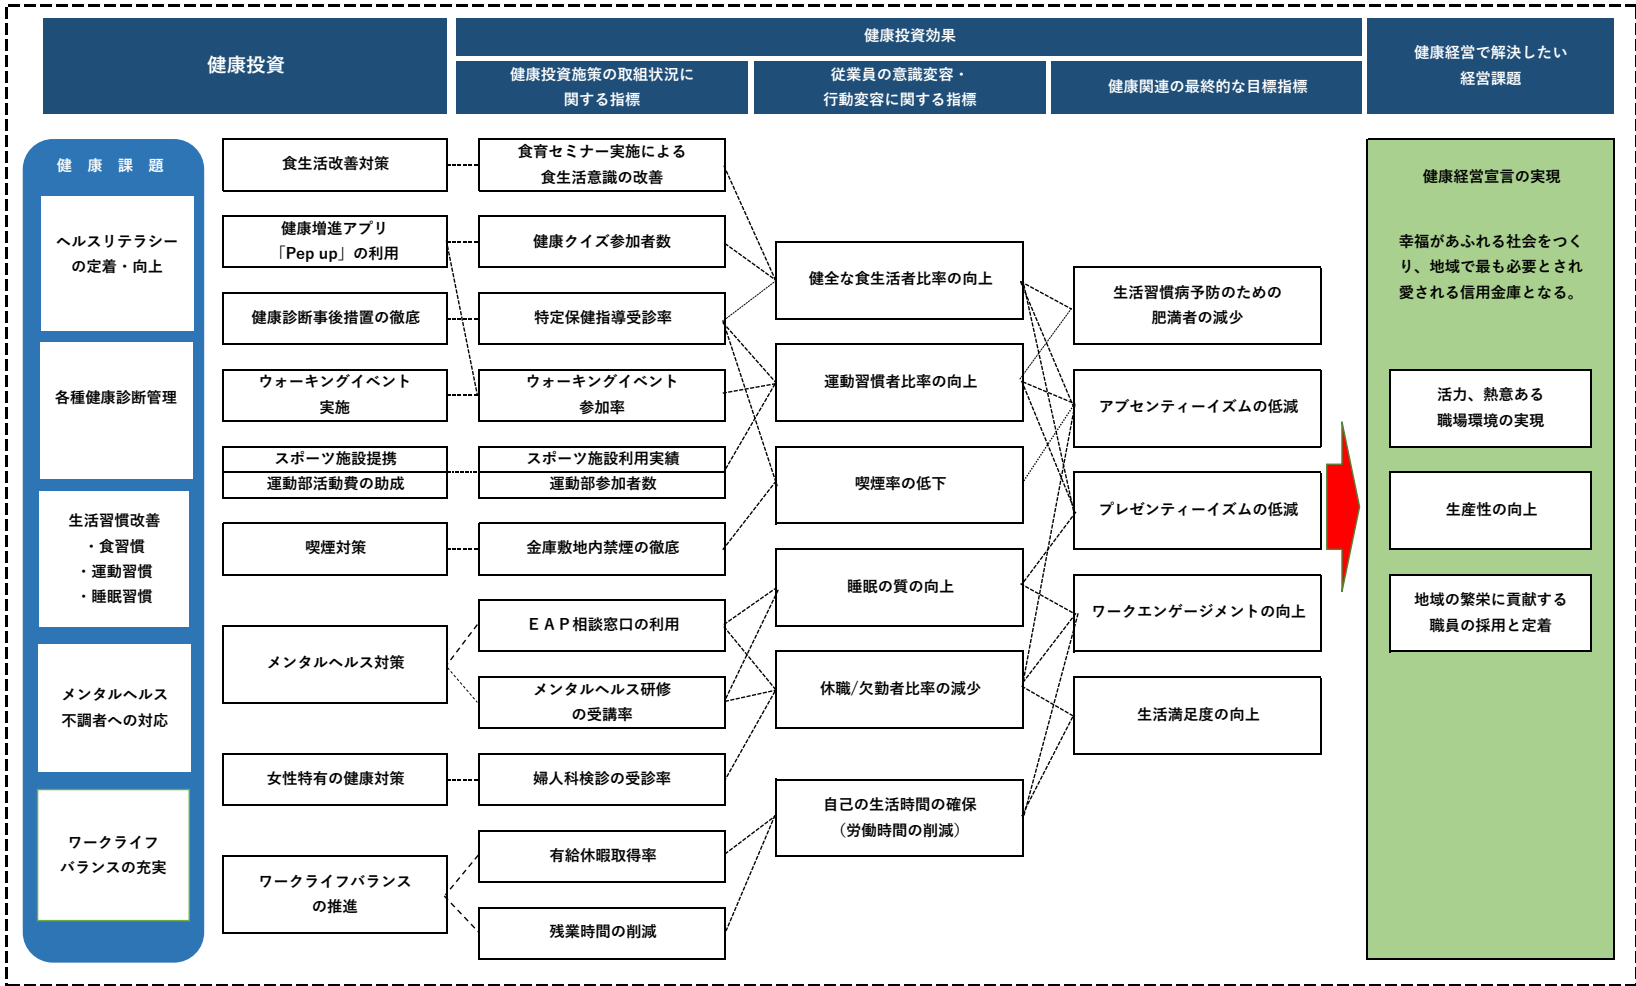 健康投資
健康投資効果
健康投資施策の取組状況に
関する指標
従業員の意識変容・
行動変容に関する指標
健康関連の最終的な目標指標
健康経営で解決したい
経営課題
健 康 課 題
ヘルスリテラシー
の定着・向上
各種健康診断管理
生活習慣改善
・食習慣
・運動習慣
・睡眠習慣
メンタルヘルス
不調者への対応
ワークライフ
バランスの充実
食生活改善対策
健康増進アプリ
「Pep up」の利用
健康診断事後措置の徹底
ウォーキングイベント
実施
スポーツ施設提携
運動部活動費の助成
喫煙対策
メンタルヘルス対策
女性特有の健康対策
ワークライフバランス
の推進
食育セミナー実施による
食生活意識の改善
健康クイズ参加者数
特定保健指導受診率
ウォーキングイベント
参加率
スポーツ施設利用実績
運動部参加者数
金庫敷地内禁煙の徹底
ＥＡＰ相談窓口の利用
メンタルヘルス研修
の受講率
婦人科検診の受診率
有給休暇取得率
残業時間の削減
健全な食生活者比率の向上
運動習慣者比率の向上
喫煙率の低下
睡眠の質の向上
休職/欠勤者比率の減少
自己の生活時間の確保
（労働時間の削減）
生活習慣病予防のための
肥満者の減少
アブセンティーイズムの低減
プレゼンティーイズムの低減
ワークエンゲージメントの向上
生活満足度の向上
健康経営宣言の実現
幸福があふれる社会をつく
り、地域で最も必要とされ
愛される信用金庫となる。
活力、熱意ある
職場環境の実現
生産性の向上
地域の繁栄に貢献する
職員の採用と定着